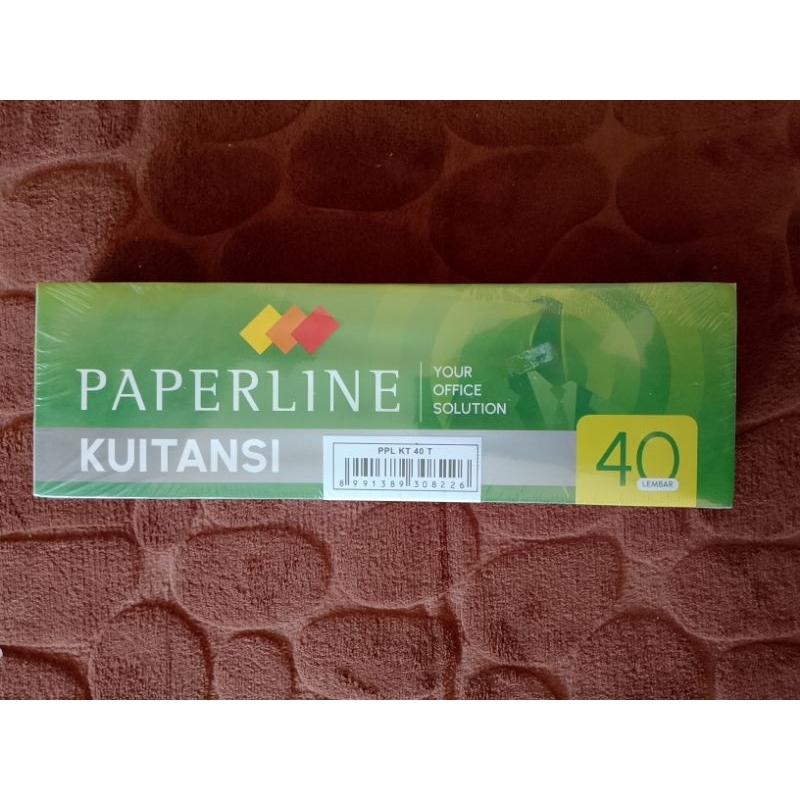 PAPERLINE
YOUR
OFFICE
SOLUTION
KUITANSI
PPL KT 40 T
8 991389 308226
40
LEMBAR